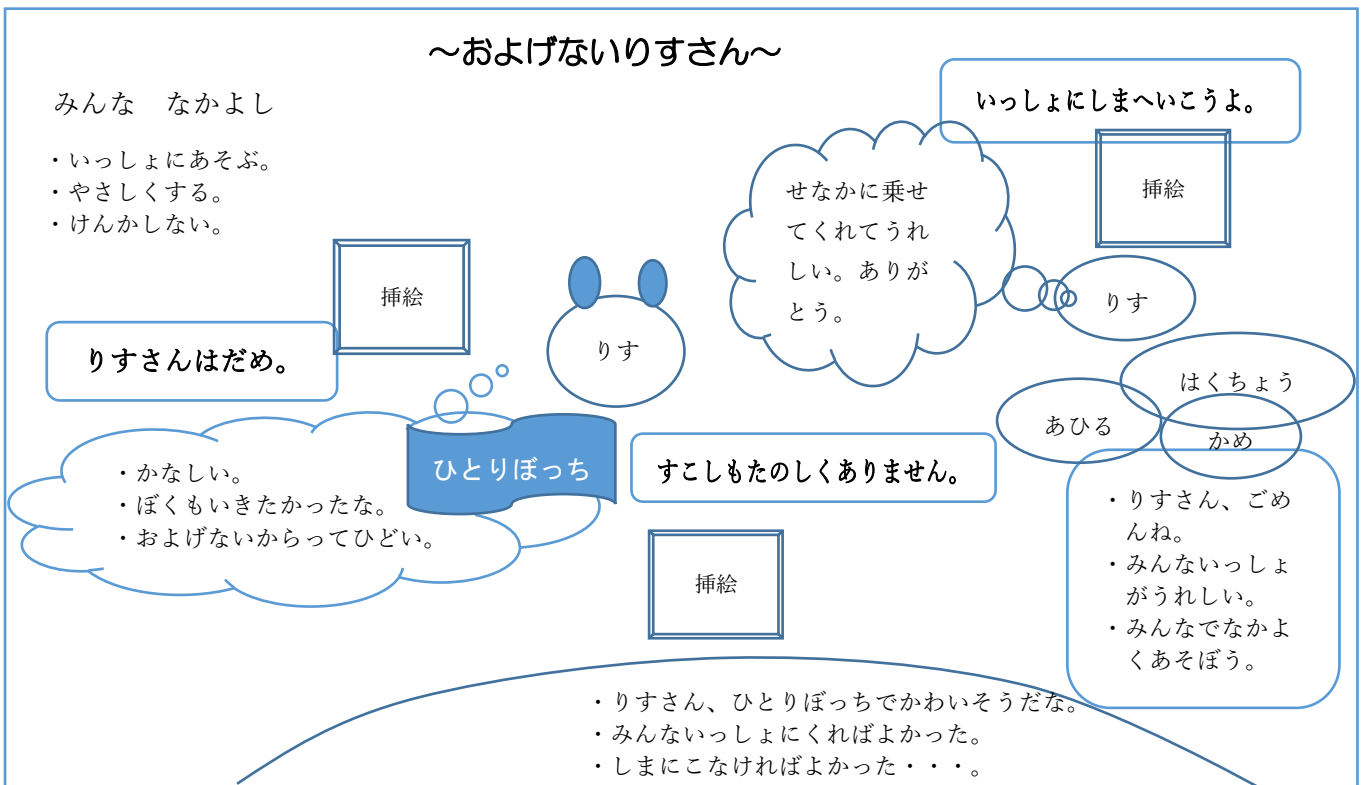 ～およげないりすさん～
みんな　なかよし
・いっしょにあそぶ。
・やさしくする。
・けんかしない。
挿絵
りすさんはだめ。
りす
ひとりぼっち
・かなしい。
・ぼくもいきたかったな。
・およげないからってひどい。
すこしもたのしくありません。
挿絵
・りすさん、ひとりぼっちでかわいそうだな。
・みんないっしょにくればよかった。
・しまにこなければよかった・・・。
いっしょにしまへいこうよ。
挿絵
せなかに乗せ
てくれてうれ
しい。ありが
とう。
りす
はくちょう
あひる
かめ
・りすさん、ごめ
んね。
・みんないっしょ
がうれしい。
・みんなでなかよ
くあそぼう。